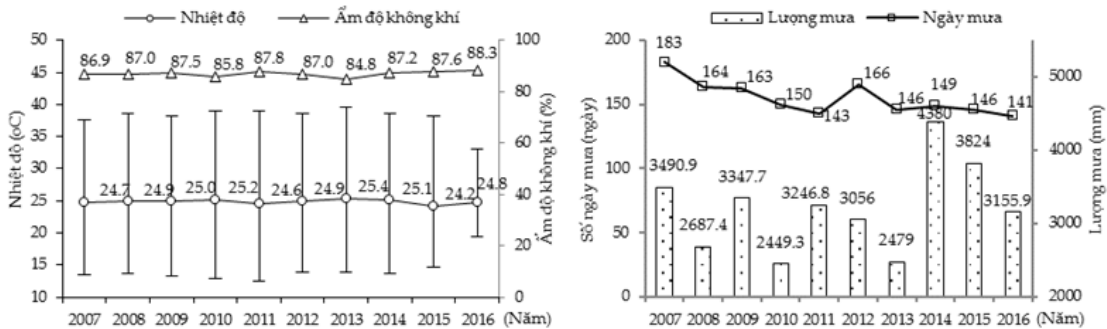 Nhiệt độ
Ẩm độ không khí
50
45
40
35
30
25
20
15
10
Nhiệt độ (oC)
86.9 87.0 87.5 85.8 87.8 87.0 84.8 87.2 87.6 88.3
24.7 24.9 25.0 25.2 24.6 24.9 25.4 25.1 24.2 24.8
100
80
60
40
20
0
Ẩm độ không khí (%)
2007 2008 2009 2010 2011 2012 2013 2014 2015 2016 (Năm)
Lượng mưa
Ngày mưa
200
150
100
50
0
Số ngày mưa (ngày)
183 164 163 150 143 166 146 149 146 141
3490.9 2687.4 3347.7 2449.3 3246.8 3056 2479 4380 3824 3155.9
5000
4000
3000
2000
Lượng mưa (mm)
2007 2008 2009 2010 2011 2012 2013 2014 2015 2016 (Năm)